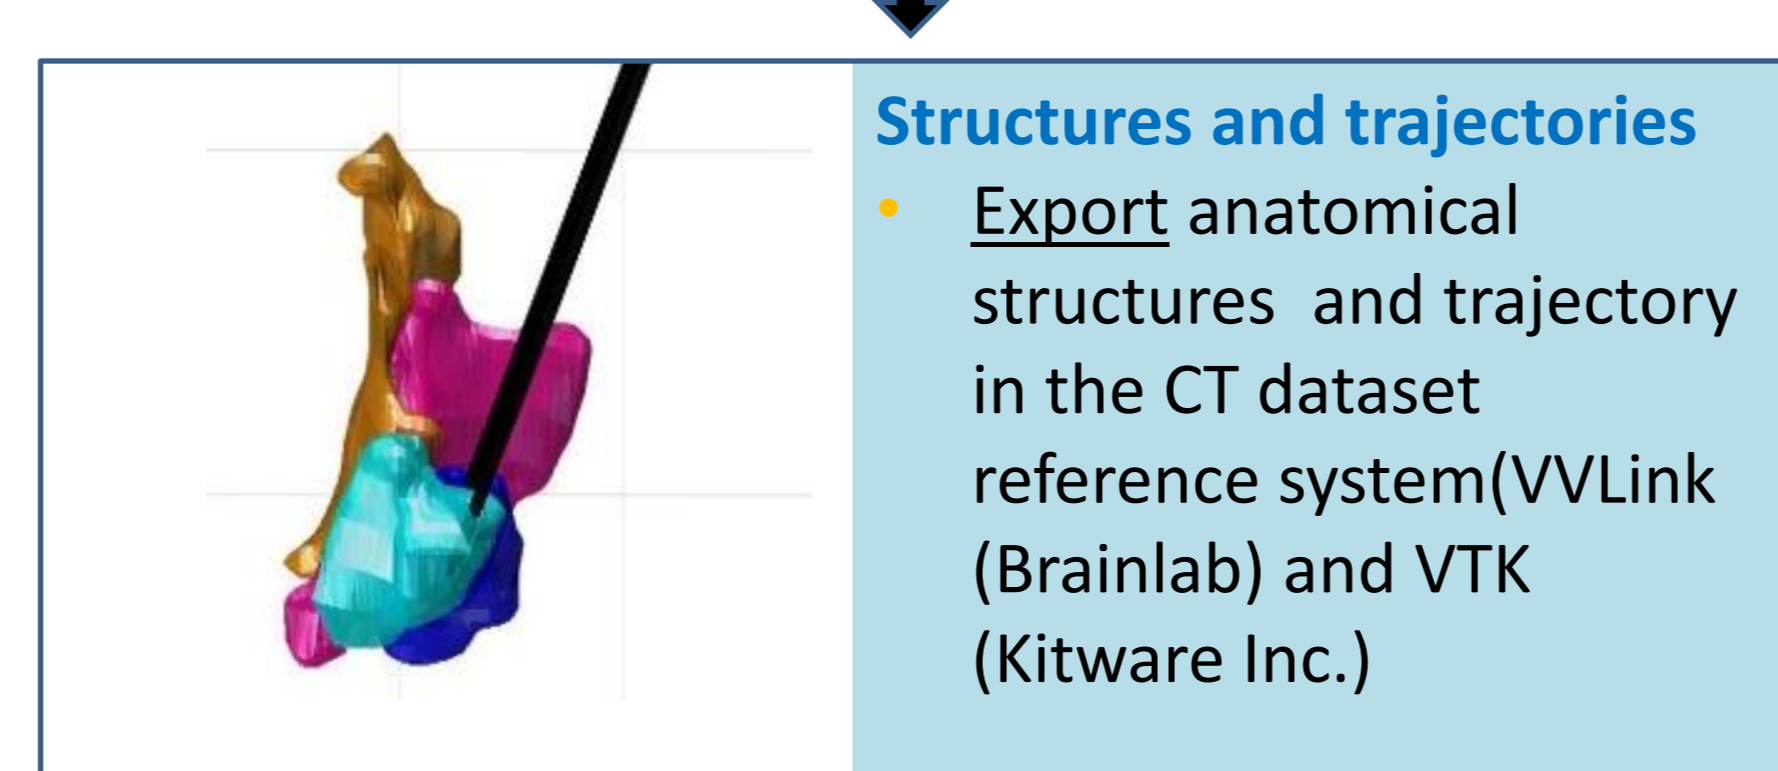 Structures and trajectories
• Export anatomical
structures  and trajectory
in the CT dataset
reference system(VVLink
(Brainlab) and VTK
(Kitware Inc.)